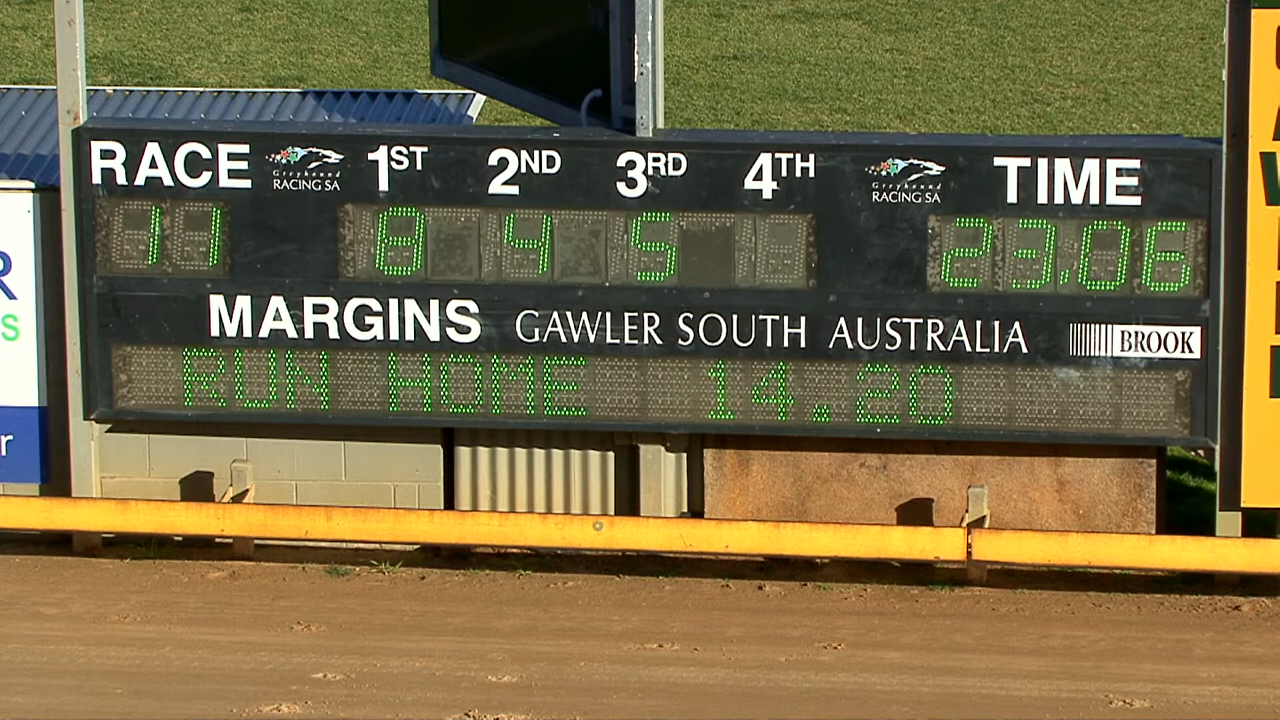 RACE Greyhound RACING SA 1ST 2ND 3RD 4TH Greyhound RACING SA TIME
11 8 4 5 23.06
MARGINS GAWLER SOUTH AUSTRALIA BROOK
RUN HOME 14.20
R
S
r